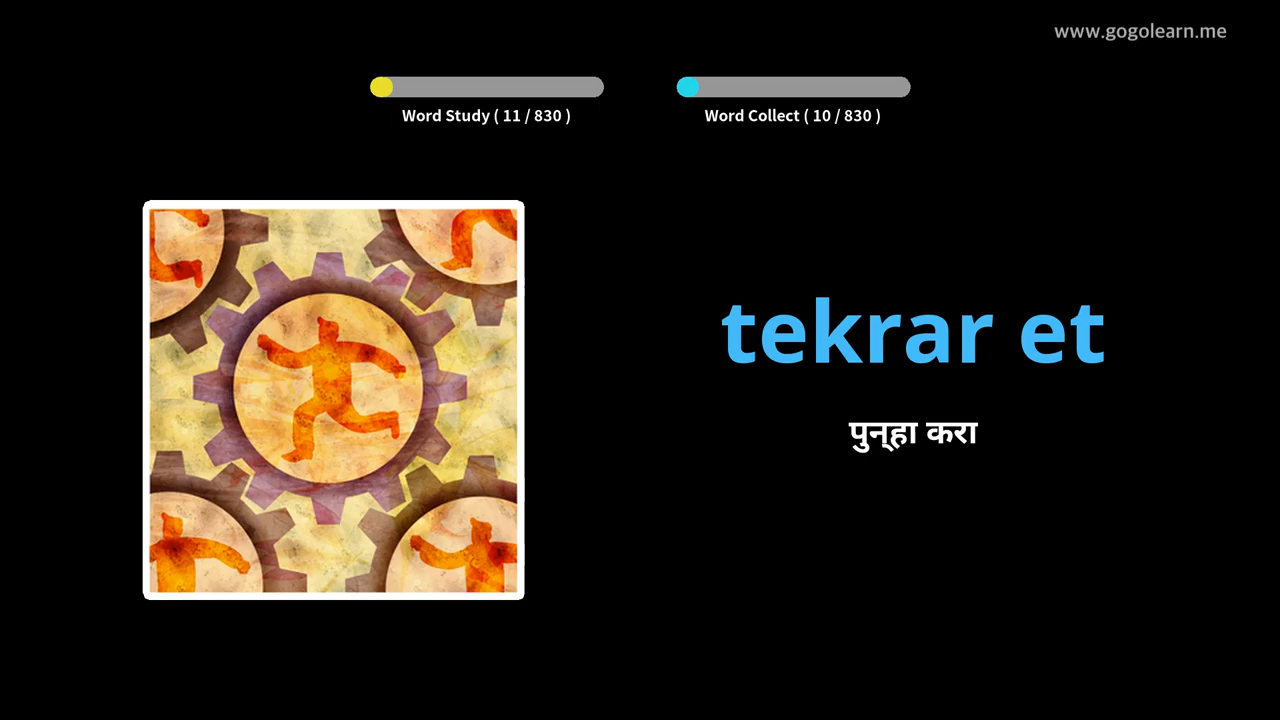 www.gogolearn.me
Word Study ( 11 / 830 )
Word Collect ( 10 / 830 )
tekrar et
पुन्हा करा